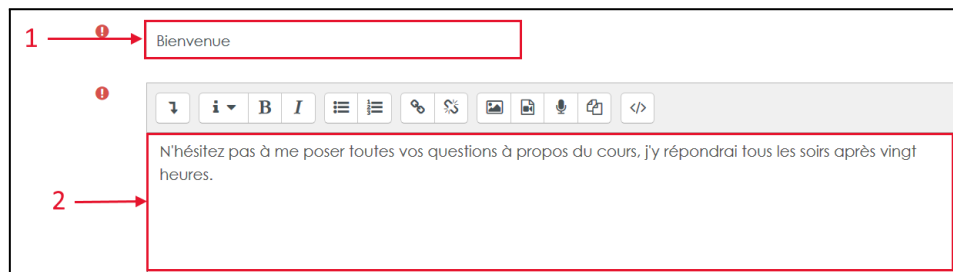 1
Bienvenue
i B I </>
N'hésitez pas à me poser toutes vos questions à propos du cours, j'y répondrai tous les soirs après vingt
heures.
2